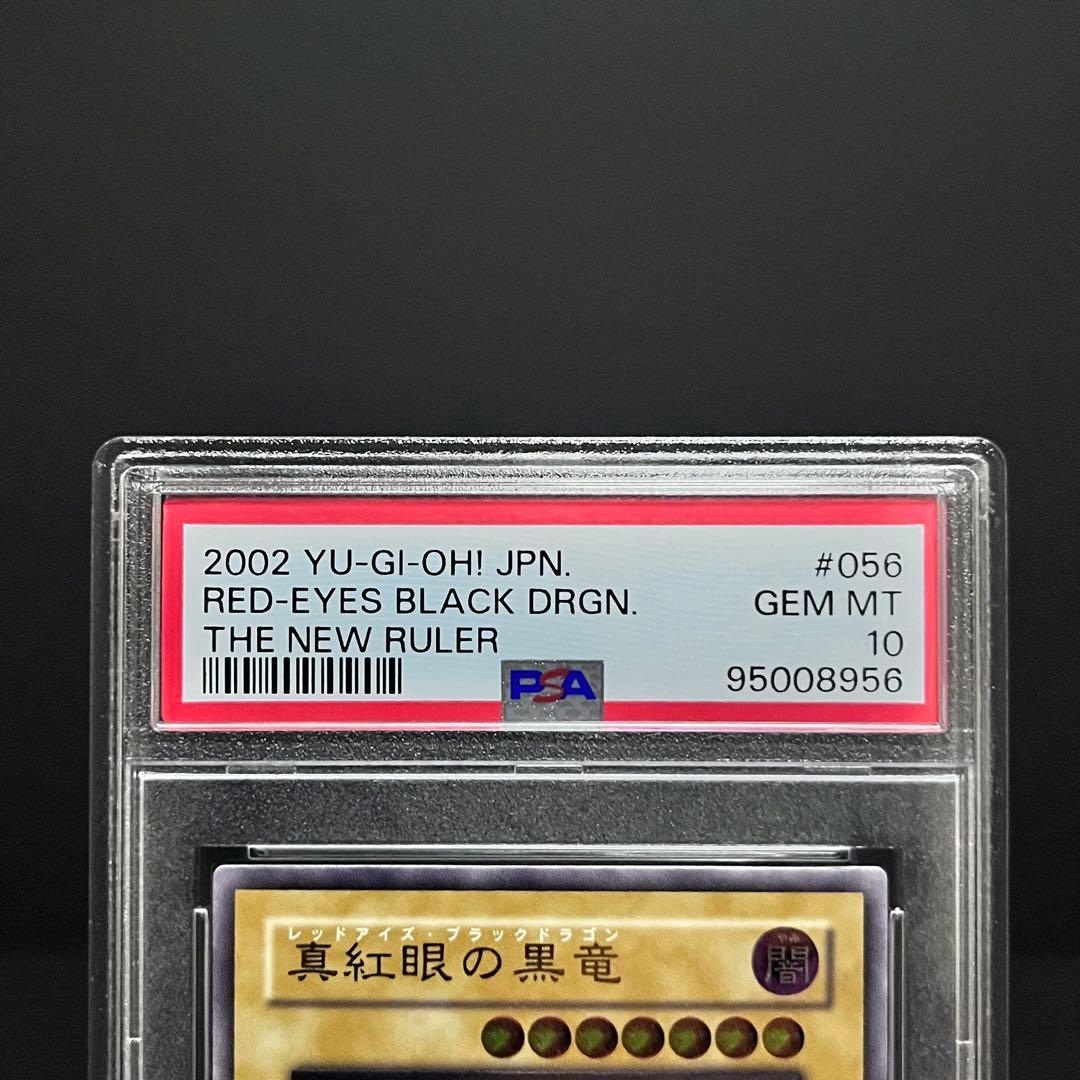 2002 YU-GI-OH! JPN. #056
RED-EYES BLACK DRGN. GEM MT
THE NEW RULER 10
PSA 95008956
レッドアイズ・ブラックドラゴン
真紅眼の黒竜
やみ
闇